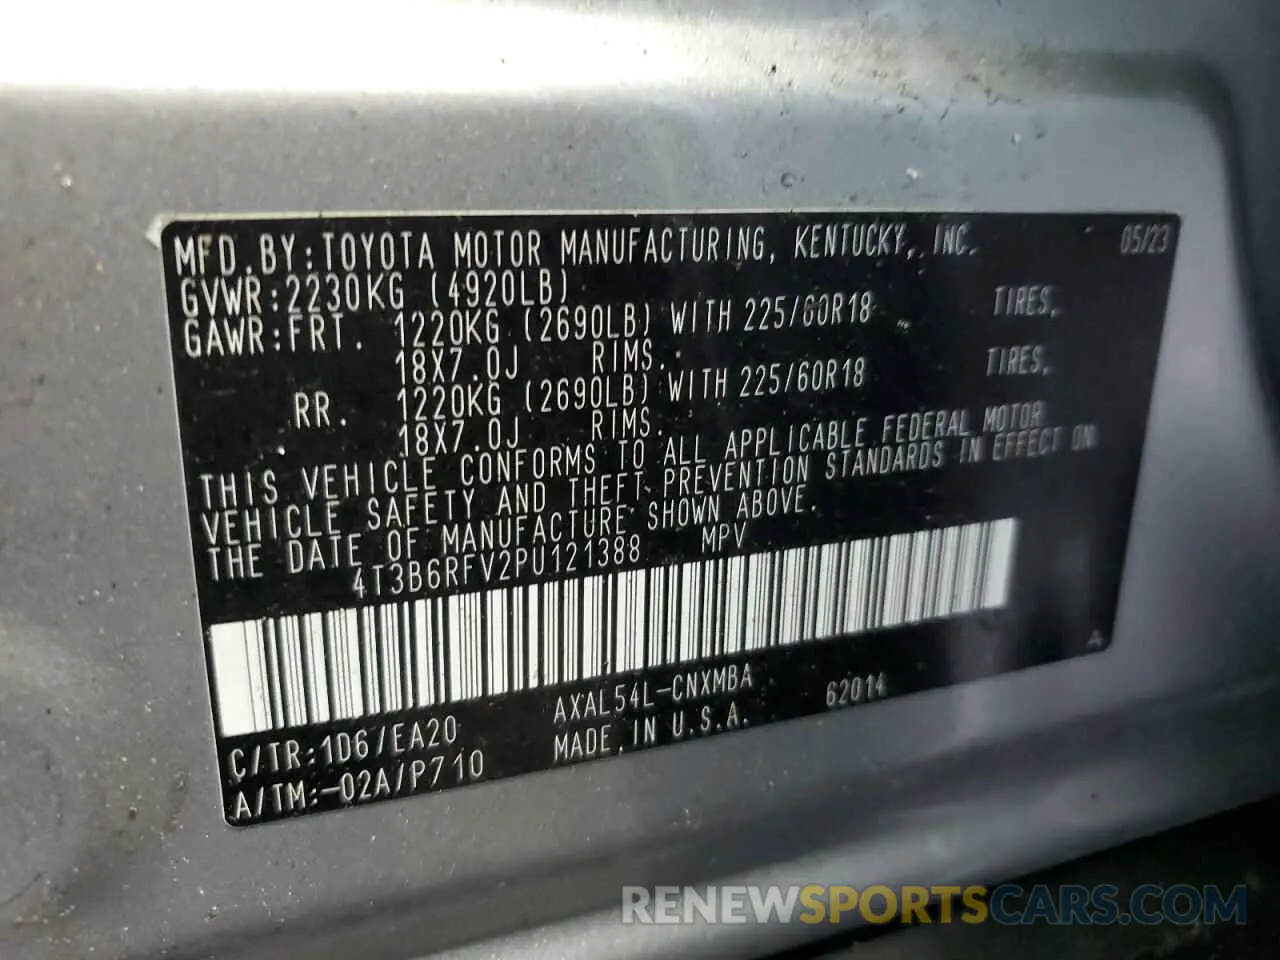 MFD.BY:TOYOTA MOTOR MANUFACTURING, KENTUCKY, INC. 05/23
GVWR:2230KG (4920LB)
GAWR:FRT. 1220KG (2690LB) WITH 225/60R18 TIRES,
18X7.0J RIMS.
RR. 1220KG (2690LB) WITH 225/60R18 TIRES,
18X7.0J RIMS.
THIS VEHICLE CONFORMS TO ALL APPLICABLE FEDERAL MOTOR
VEHICLE SAFETY AND THEFT PREVENTION STANDARDS IN EFFECT ON
THE DATE OF MANUFACTURE SHOWN ABOVE.
4T3B6RFV2PU121388 MPV
A
C/TR:1D6/EA20 AXAL54L-CNXMBA 62014
A/TM:-02A/P710 MADE IN U.S.A.
RENEWSPORTSCARS.COM